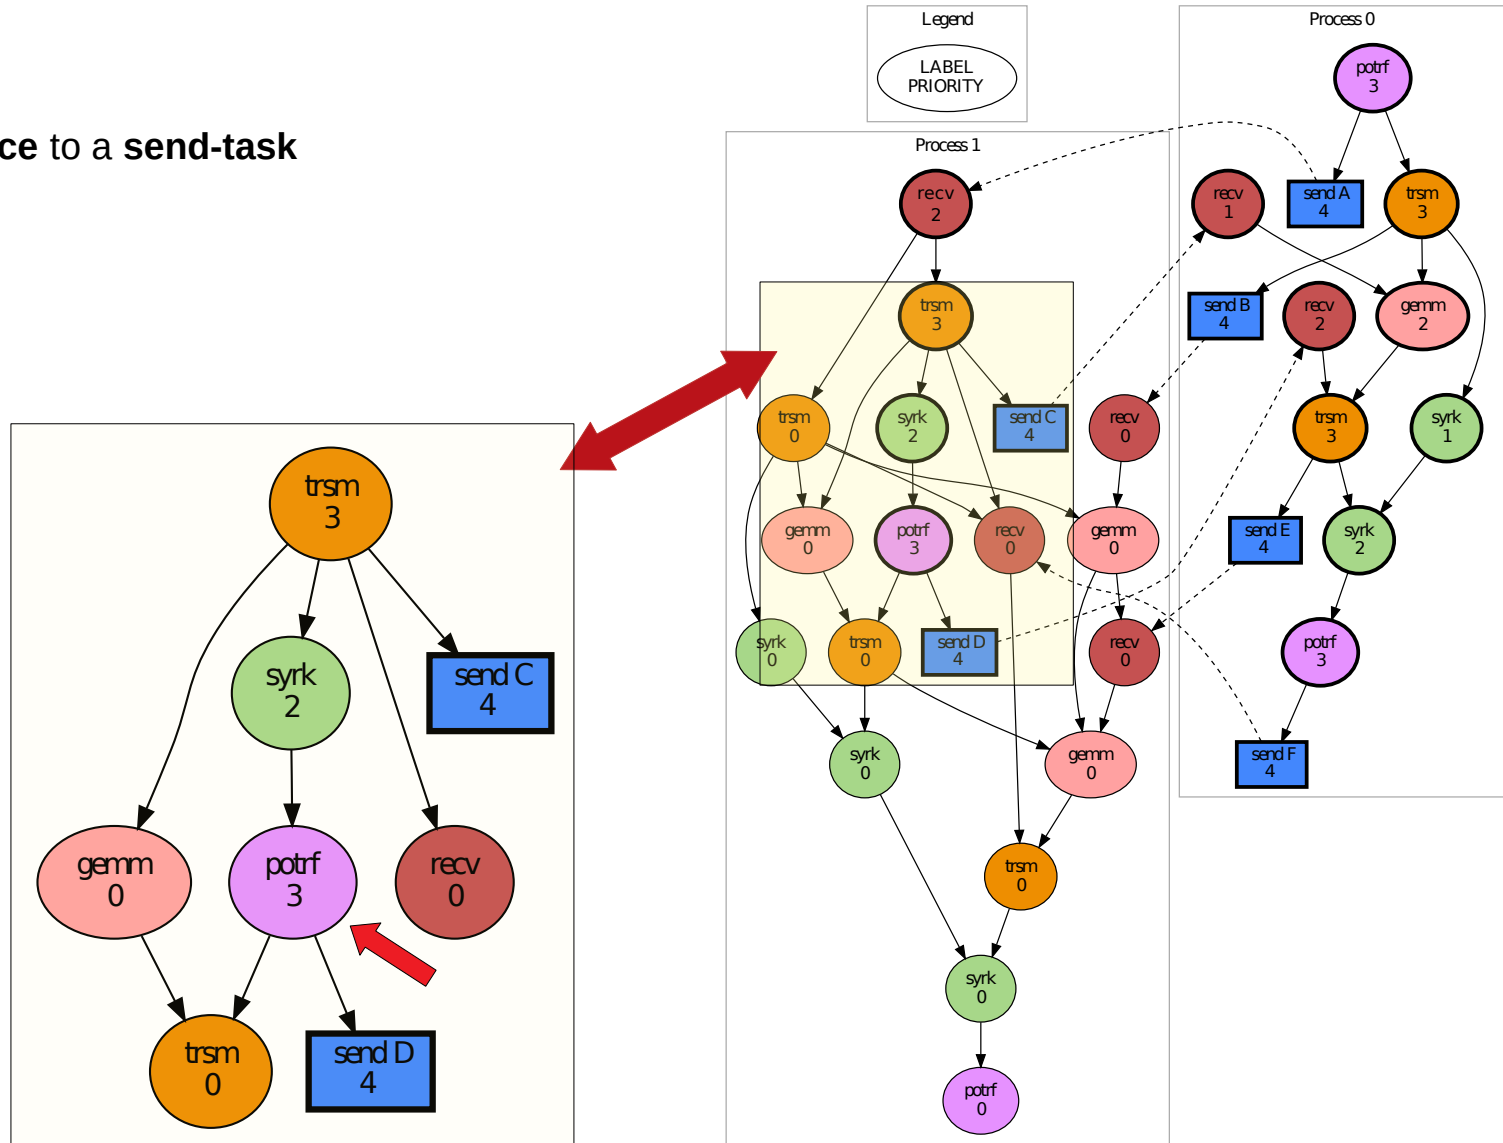 ce to a send-task
Legend
LABEL
PRIORITY
Process 0
potrf
3
recv
1
send A
4
trsm
3
send B
4
recv
2
gemm
2
trsm
3
syrk
1
send E
4
syrk
2
potrf
3
send F
4
Process 1
recv
2
trsm
3
trsm
0
syrk
2
send C
4
recv
0
gemm
0
potrf
3
recv
0
gemm
0
syrk
0
trsm
0
send D
4
recv
0
syrk
0
gemm
0
trsm
0
syrk
0
potrf
0
trsm
3
syrk
2
send C
4
gemm
0
potrf
3
recv
0
trsm
0
send D
4